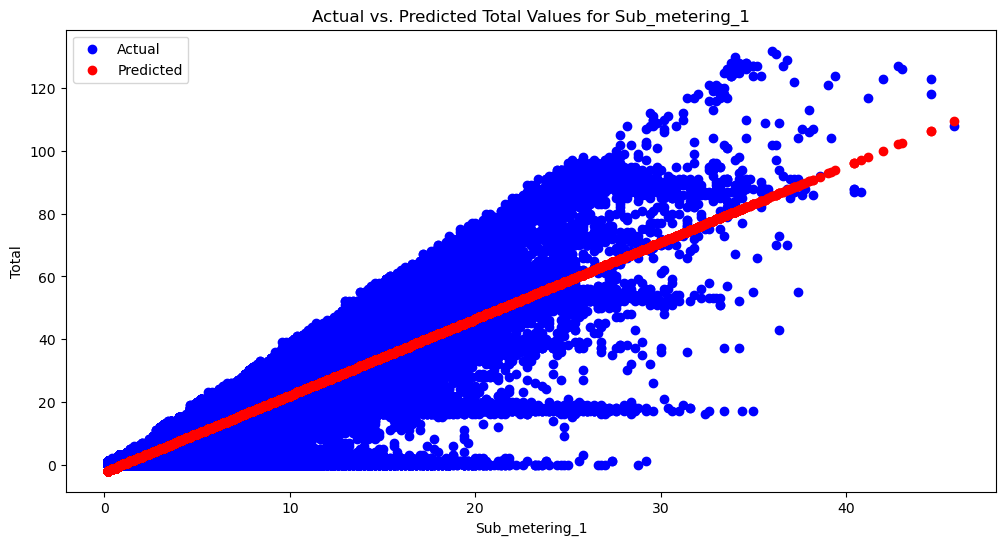 Actual vs. Predicted Total Values for Sub_metering_1
Actual
Predicted
Total
120
100
80
60
40
20
0
0 10 20 30 40
Sub_metering_1